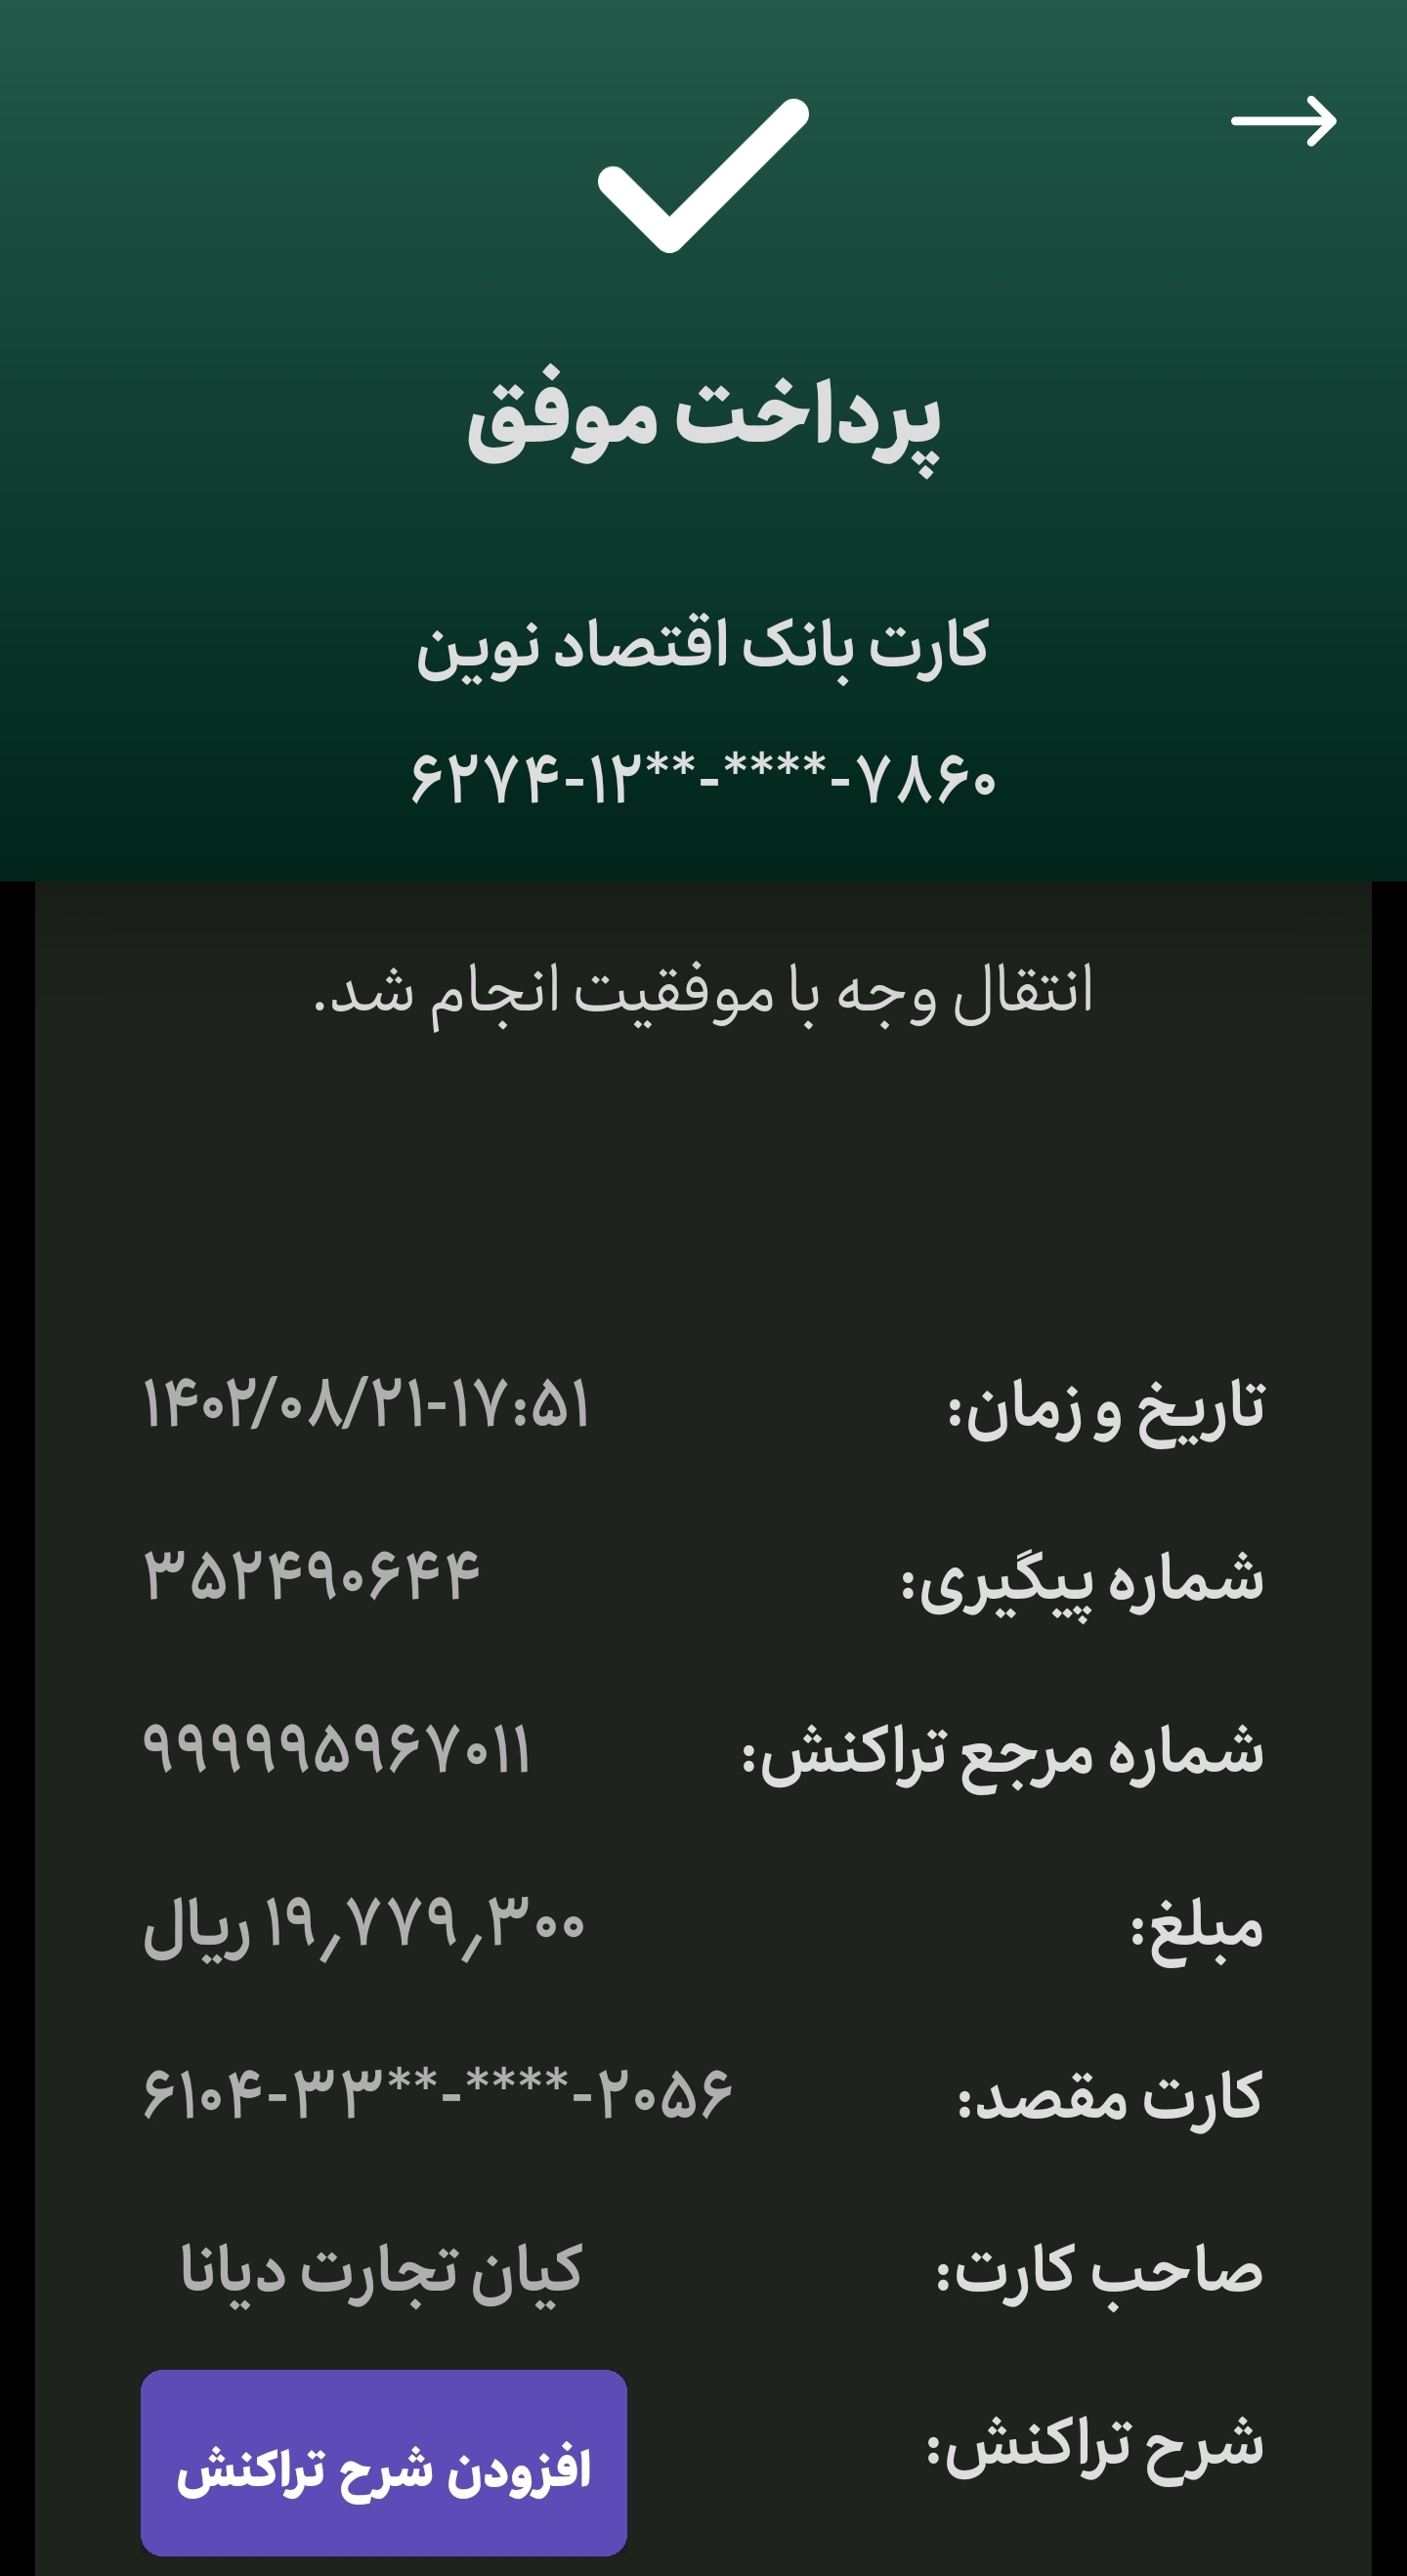 پرداخت موفق
کارت بانک اقتصاد نوین
۶۲۷۴-۱۲**-****-۷۸۶۰
انتقال وجه با موفقیت انجام شد.
تاریخ و زمان: ۱۴۰۲/۰۸/۲۱-۱۷:۵۱
شماره پیگیری: ۳۵۲۴۹۰۶۴۴
شماره مرجع تراکنش: ۹۹۹۹۹۵۹۶۷۰۱۱
مبلغ: ۱۹٬۷۷۹٬۳۰۰ ریال
کارت مقصد: ۶۱۰۴-۳۳**-****-۲۰۵۶
صاحب کارت: کیان تجارت دیانا
شرح تراکنش: افزودن شرح تراکنش